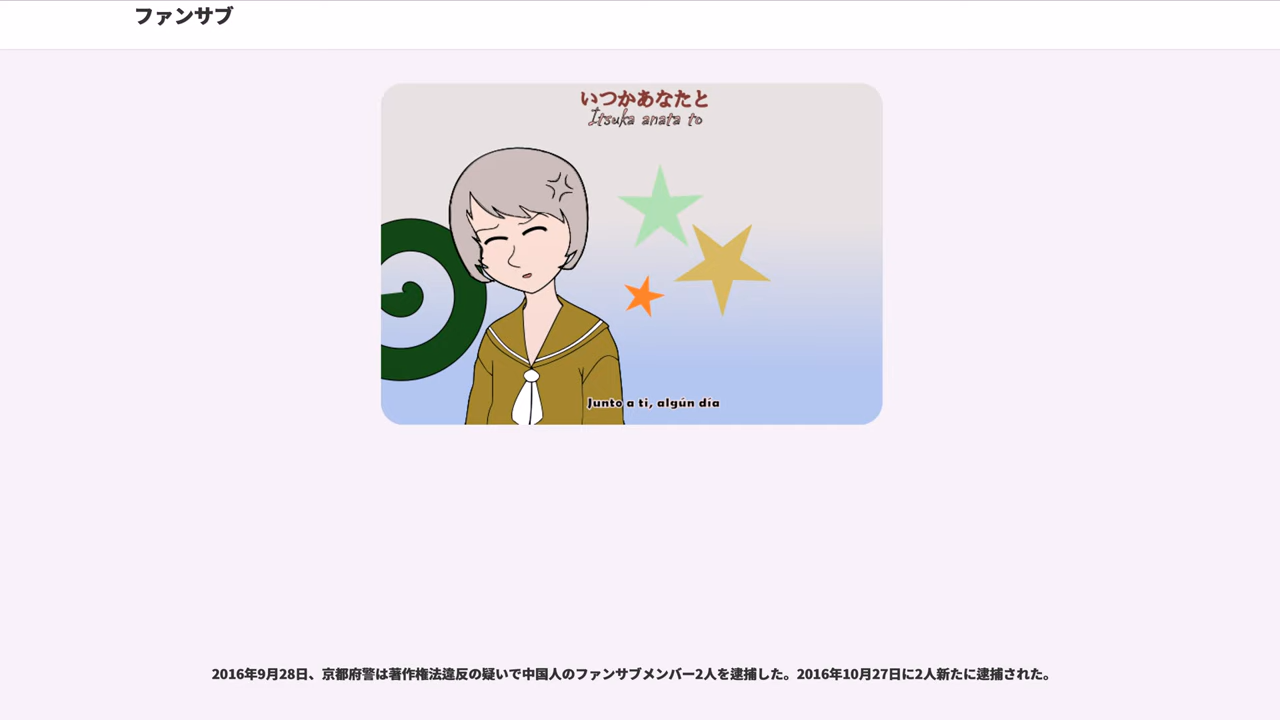 ファンサブ
いつかあなたと
Itsuka anata to
Junto a ti, algún día
2016年9月28日、京都府警は著作権法違反の疑いで中国人のファンサブメンバー2人を逮捕した。2016年10月27日に2人新たに逮捕された。